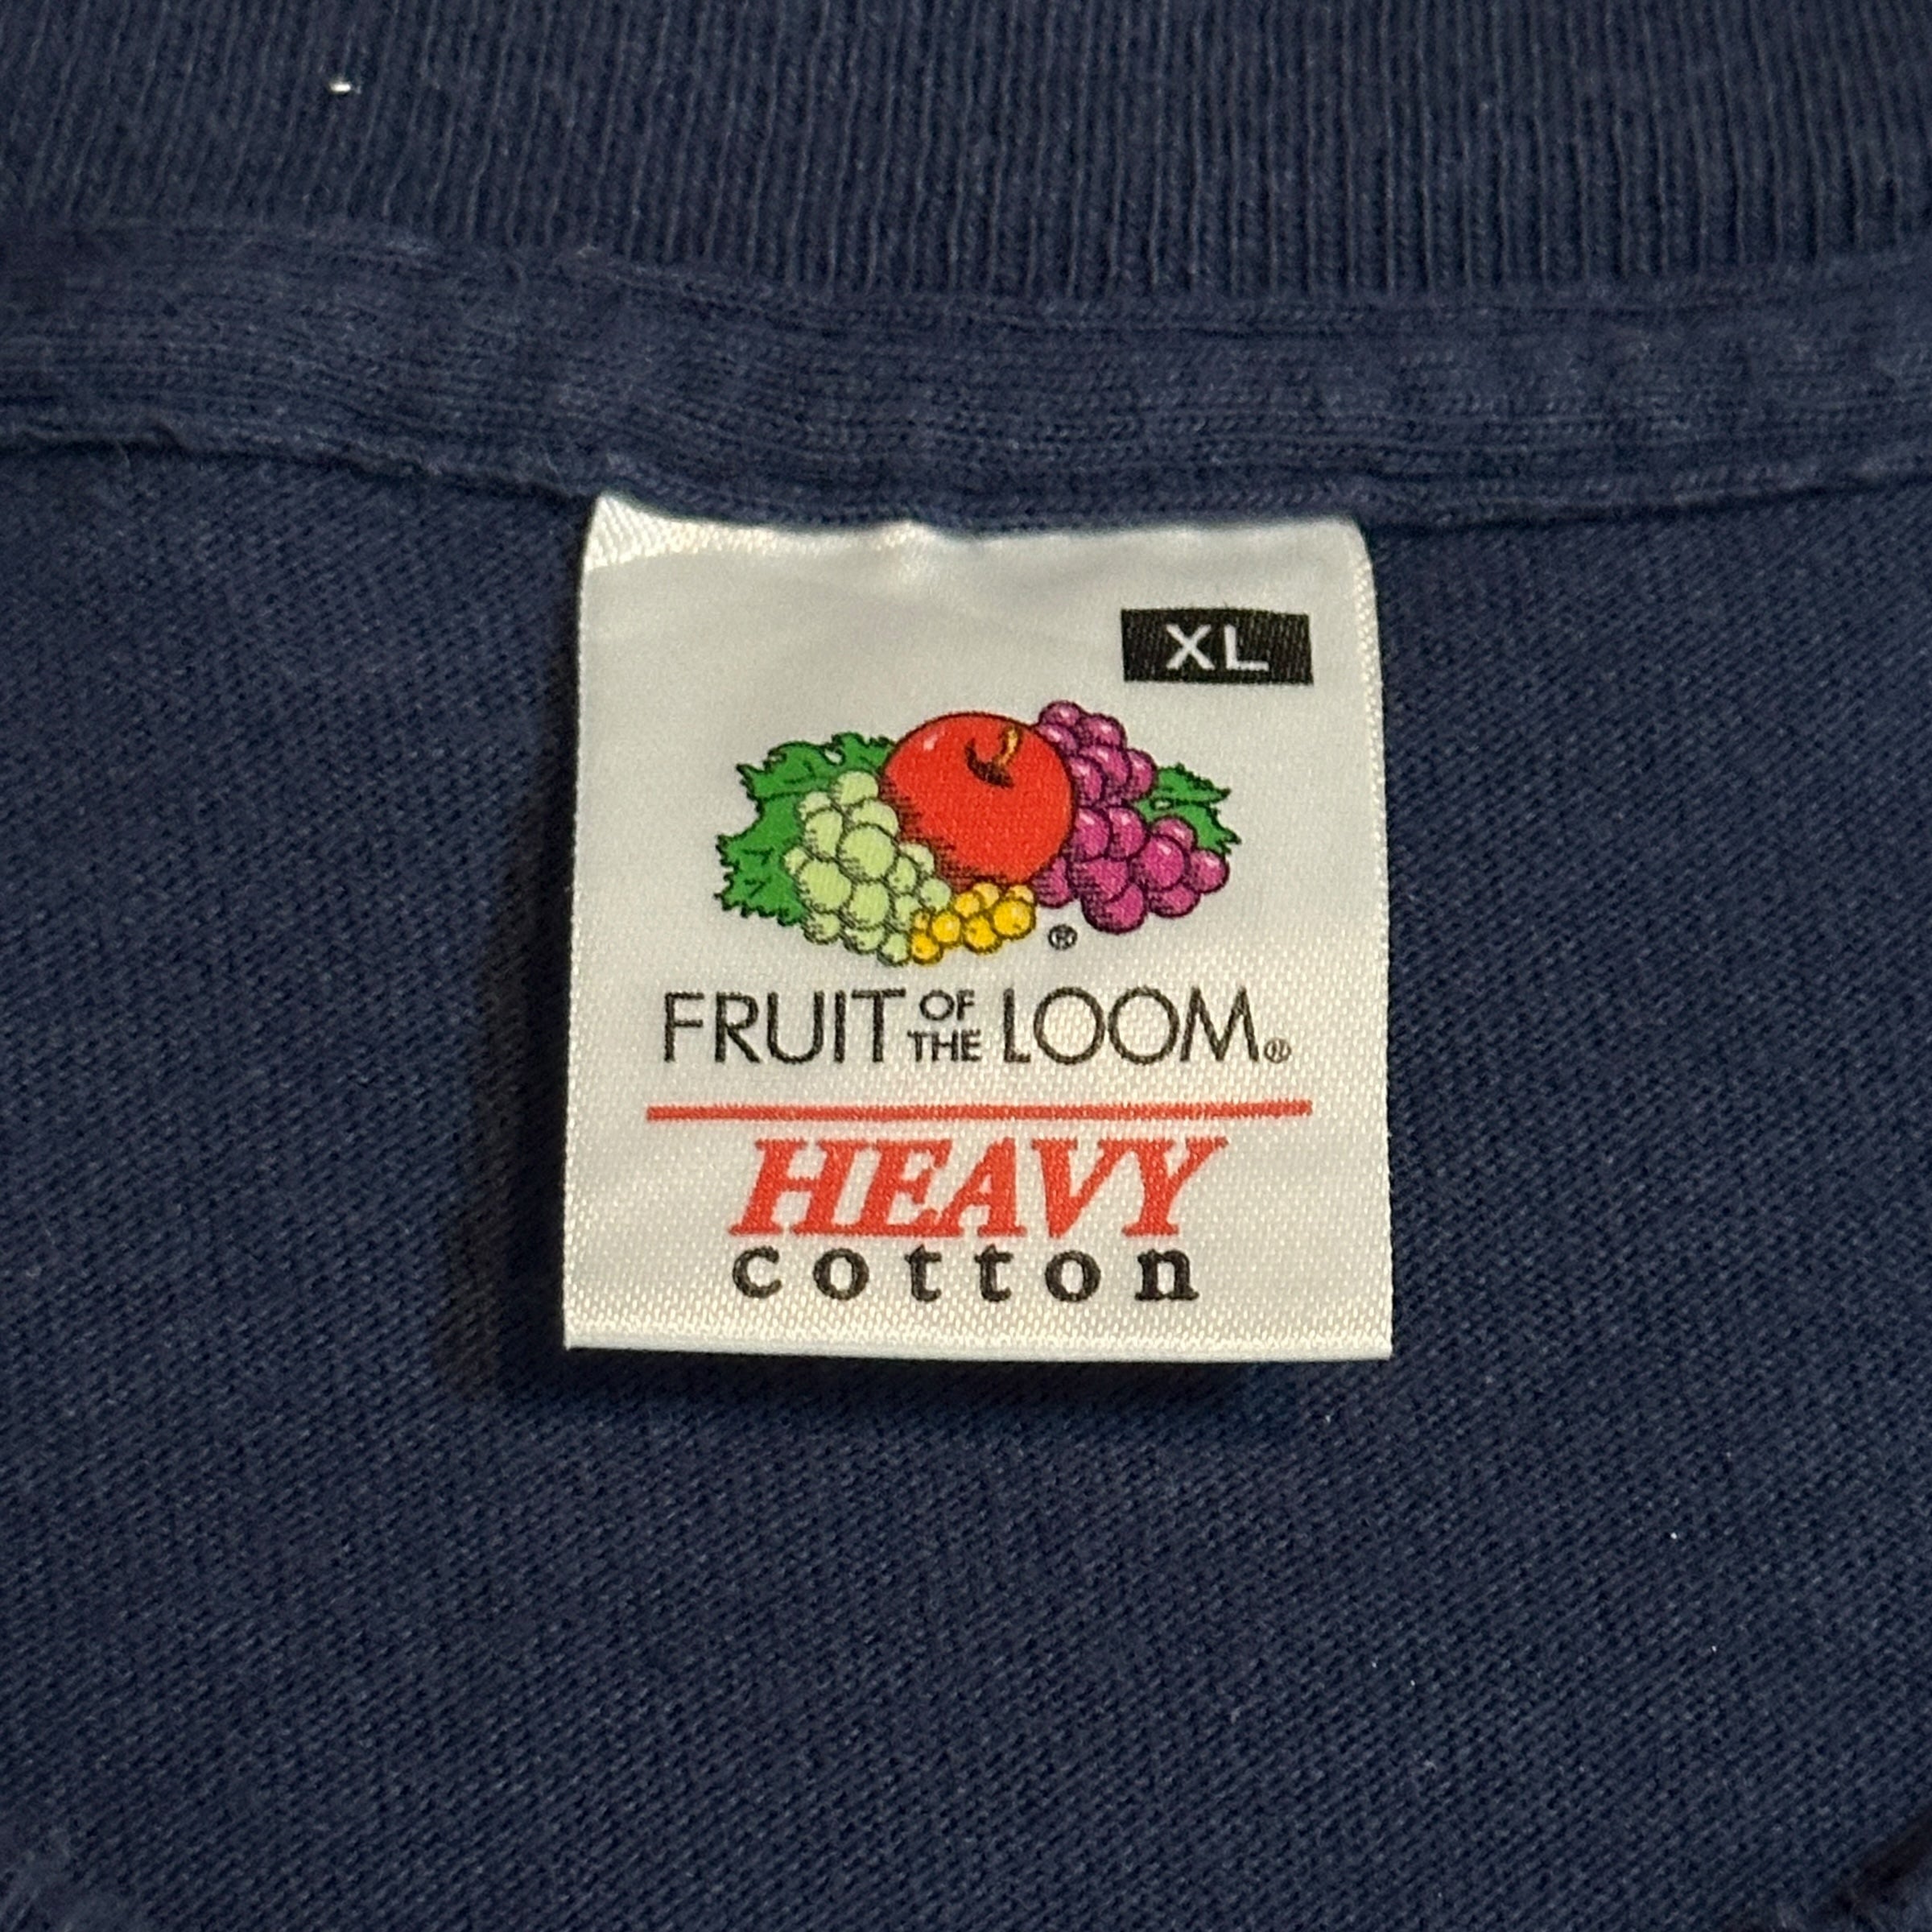 XL
®
FRUIT OF THE LOOM®
HEAVY
cotton